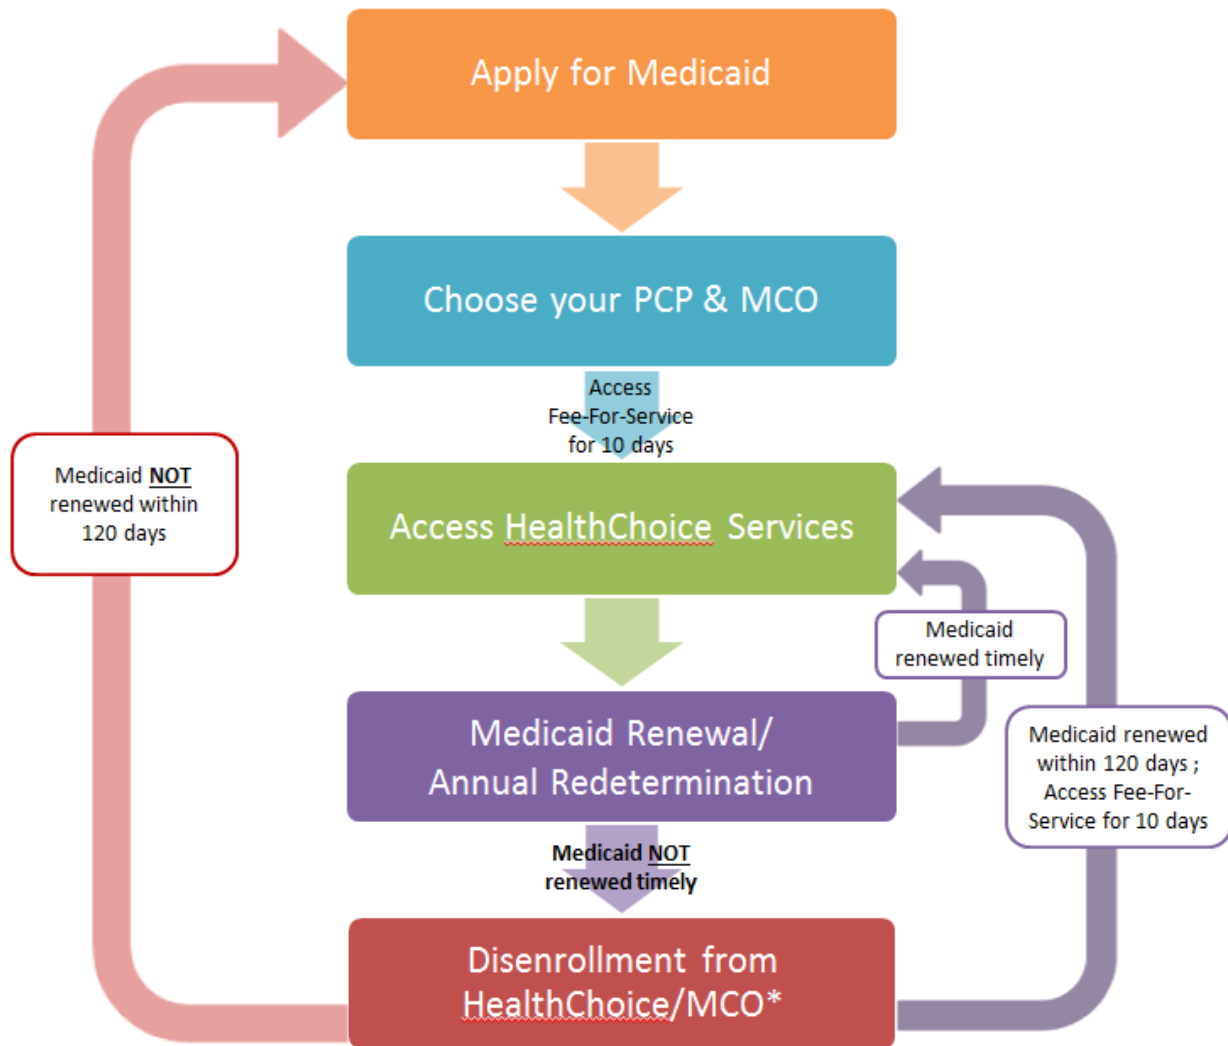 Apply for Medicaid
Choose your PCP & MCO
Access
Fee-For-Service
for 10 days
Medicaid NOT
renewed within
120 days
Access HealthChoice Services
Medicaid
renewed timely
Medicaid Renewal/
Annual Redetermination
Medicaid renewed
within 120 days ;
Access Fee-For-
Service for 10 days
Medicaid NOT
renewed timely
Disenrollment from
HealthChoice/MCO*